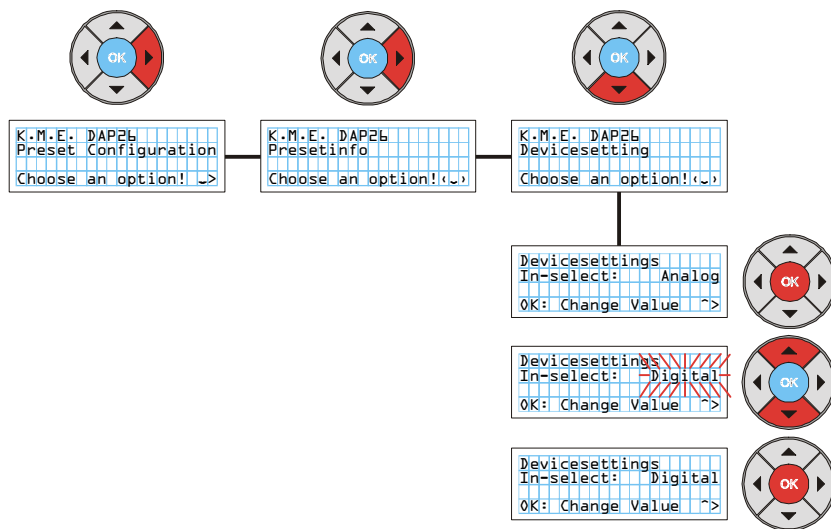 OK
OK
OK
K.M.E. DAP26
Preset Configuration
Choose an option! ⌣>
K.M.E. DAP26
Presetinfo
Choose an option!‹⌣›
K.M.E. DAP26
Devicesetting
Choose an option!‹⌣›
Devicesettings
In-select: Analog
OK: Change Value ^>
OK
Devicesettings
In-select: Digital
OK: Change Value ^>
OK
Devicesettings
In-select: Digital
OK: Change Value ^>
OK